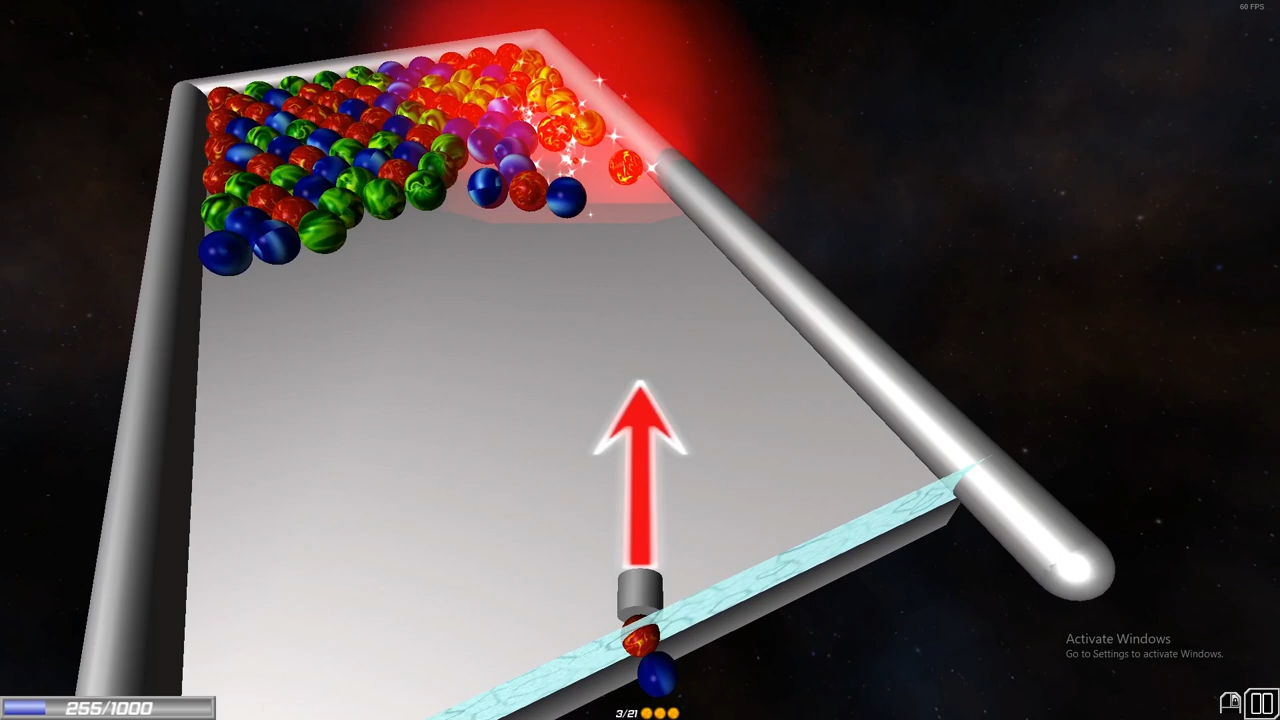 60 FPS
Activate Windows
Go to Settings to activate Windows.
255/1000
3/21